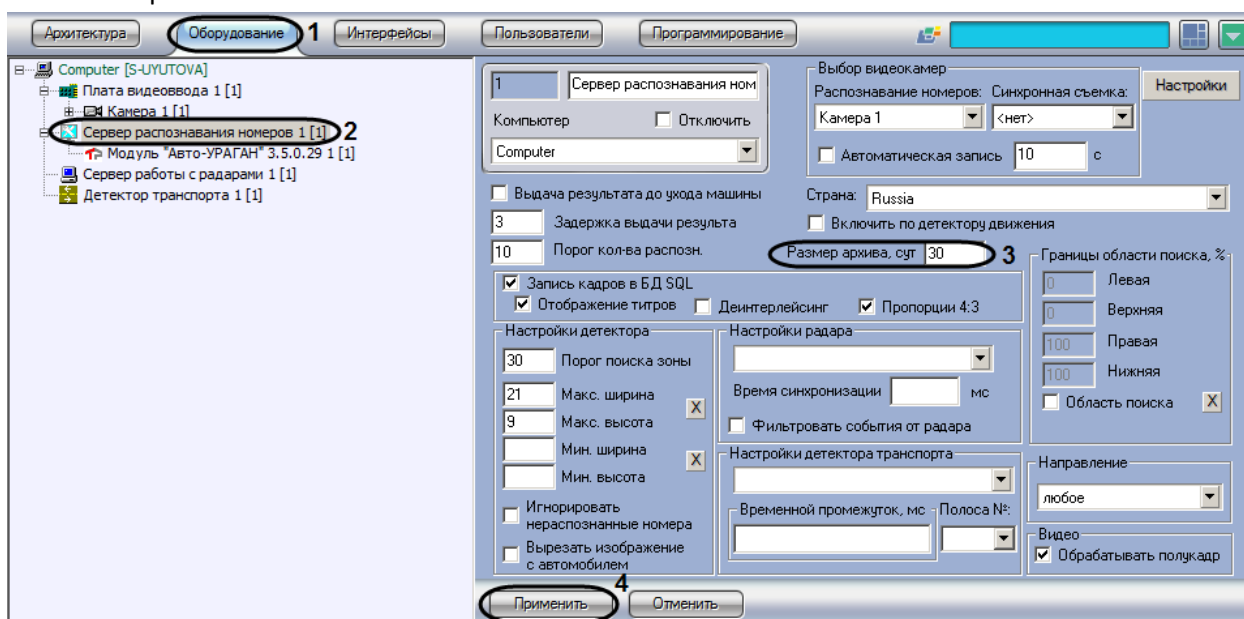 Архитектура Оборудование 1 Интерфейсы Пользователи Программирование
Computer [S-UYUTOVA]
Плата видеоввода 1 [1]
Камера 1 [1]
Сервер распознавания номеров 1 [1] 2
Модуль "Авто-УРАГАН" 3.5.0.29 1 [1]
Сервер работы с радарами 1 [1]
Детектор транспорта 1 [1]
1 Сервер распознавания ном
Компьютер Отключить
Computer
Выбор видеокамер
Распознавание номеров: Синхронная съемка:
Камера 1 <нет>
Автоматическая запись 10 с
Настройки
Выдача результата до ухода машины
3 Задержка выдачи резуль та
10 Порог кол-ва распозн.
Страна: Russia
Включить по детектору движения
Размер архива, сут 30 3
Запись кадров в БД SQL
Отображение титров Деинтерлейсинг Пропорции 4:3
Границы области поиска, %
0 Левая
0 Верхняя
100 Правая
100 Нижняя
Область поиска X
Настройки детектора
30 Порог поиска зоны
21 Макс. ширина
X
9 Макс. высота
Мин. ширина
X
Мин. высота
Игнорировать
нераспознанные номера
Вырезать изображение
с автомобилем
Настройки радара
Время синхронизации мс
Фильтровать события от радара
Настройки детектора транспорта
Временной промежуток, мс Полоса №:
Направление
любое
Видео
Обрабатывать полукадр
4
Применить Отменить